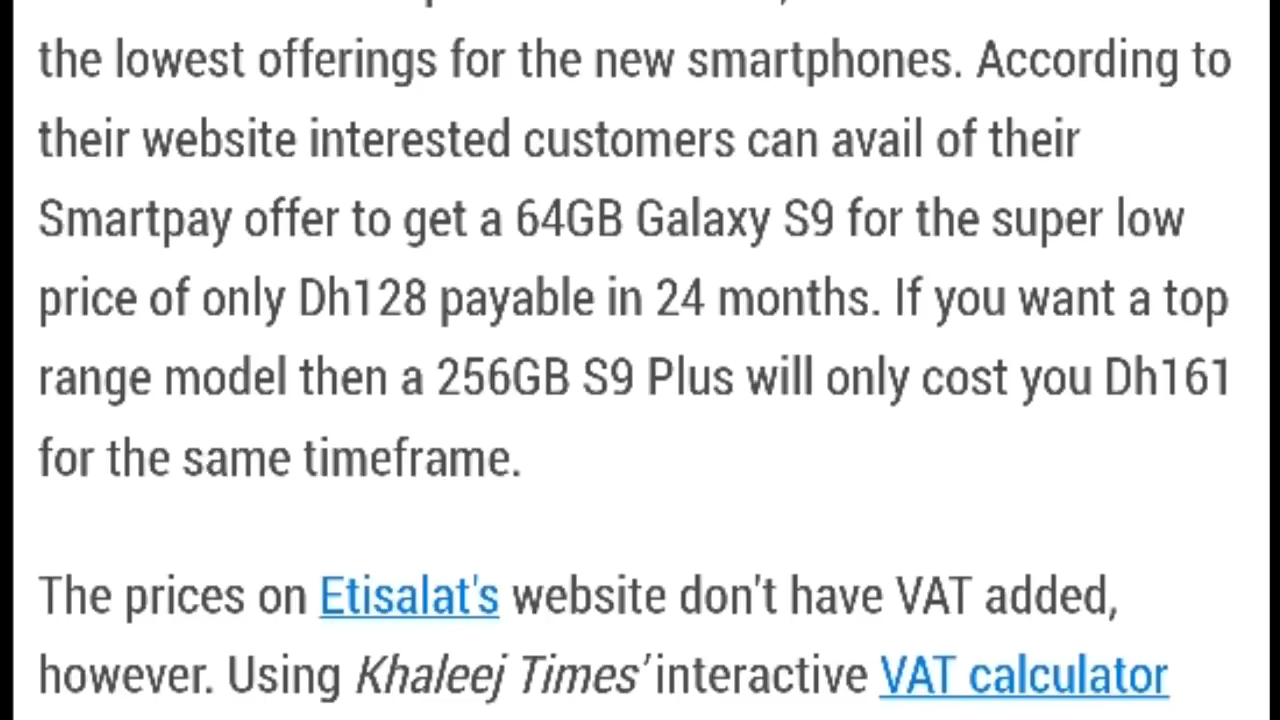 the lowest offerings for the new smartphones. According to
their website interested customers can avail of their
Smartpay offer to get a 64GB Galaxy S9 for the super low
price of only Dh128 payable in 24 months. If you want a top
range model then a 256GB S9 Plus will only cost you Dh161
for the same timeframe.
The prices on Etisalat's website don't have VAT added,
however. Using Khaleej Times' interactive VAT calculator